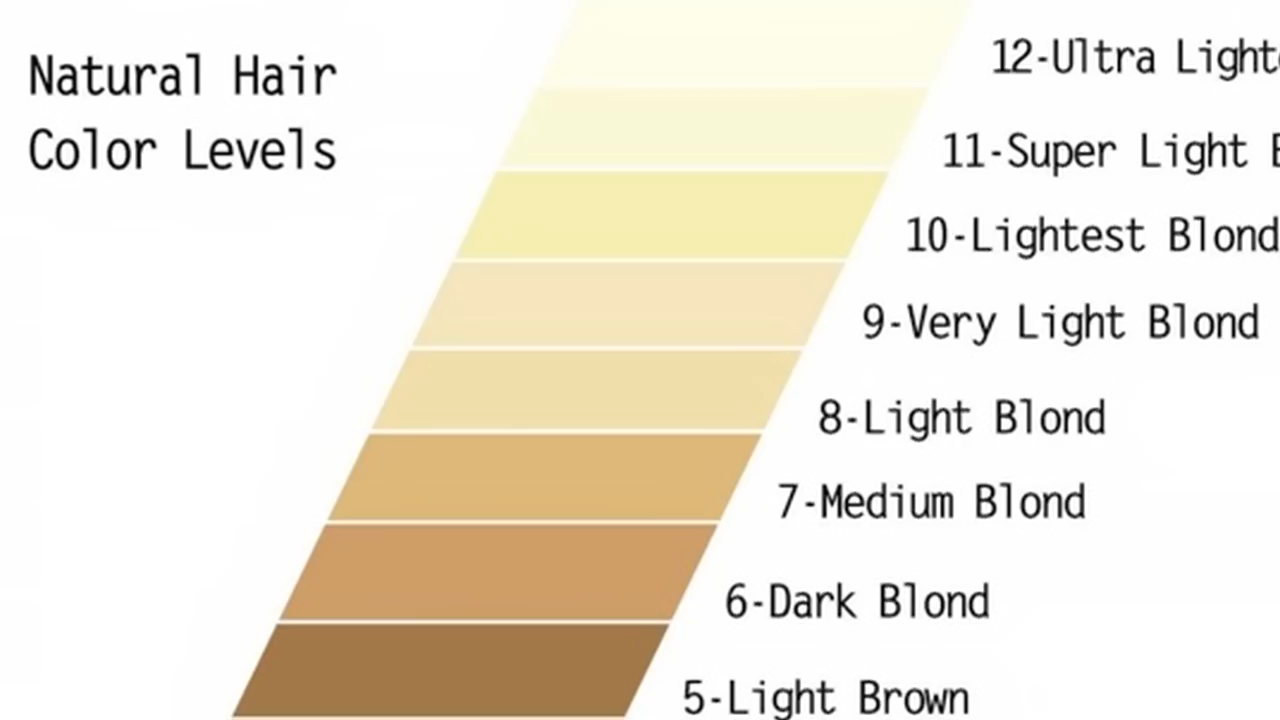 Natural Hair
Color Levels
12-Ultra
11-Super Light
10-Lightest Blond
9-Very Light Blond
8-Light Blond
7-Medium Blond
6-Dark Blond
5-Light Brown